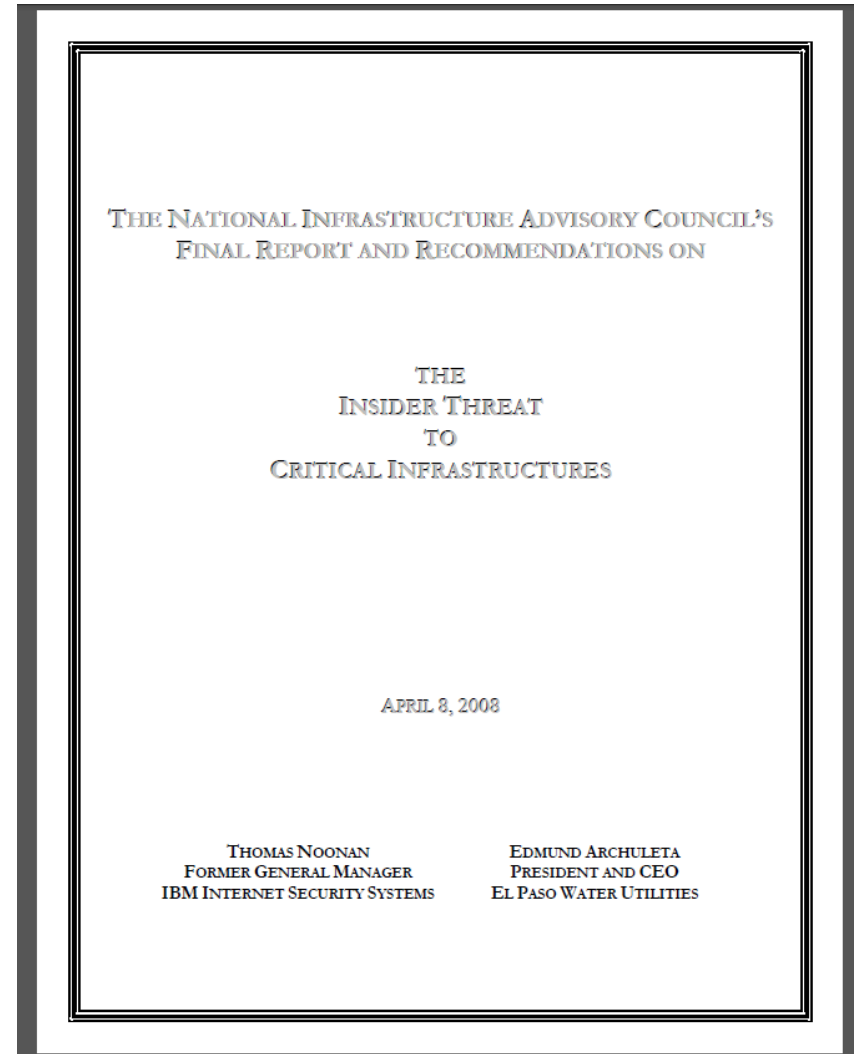 THE NATIONAL INFRASTRUCTURE ADVISORY COUNCIL'S
FINAL REPORT AND RECOMMENDATIONS ON
THE
INSIDER THREAT
TO
CRITICAL INFRASTRUCTURES
APRIL 8, 2008
THOMAS NOONAN
FORMER GENERAL MANAGER
IBM INTERNET SECURITY SYSTEMS
EDMUND ARCHULETA
PRESIDENT AND CEO
EL PASO WATER UTILITIES